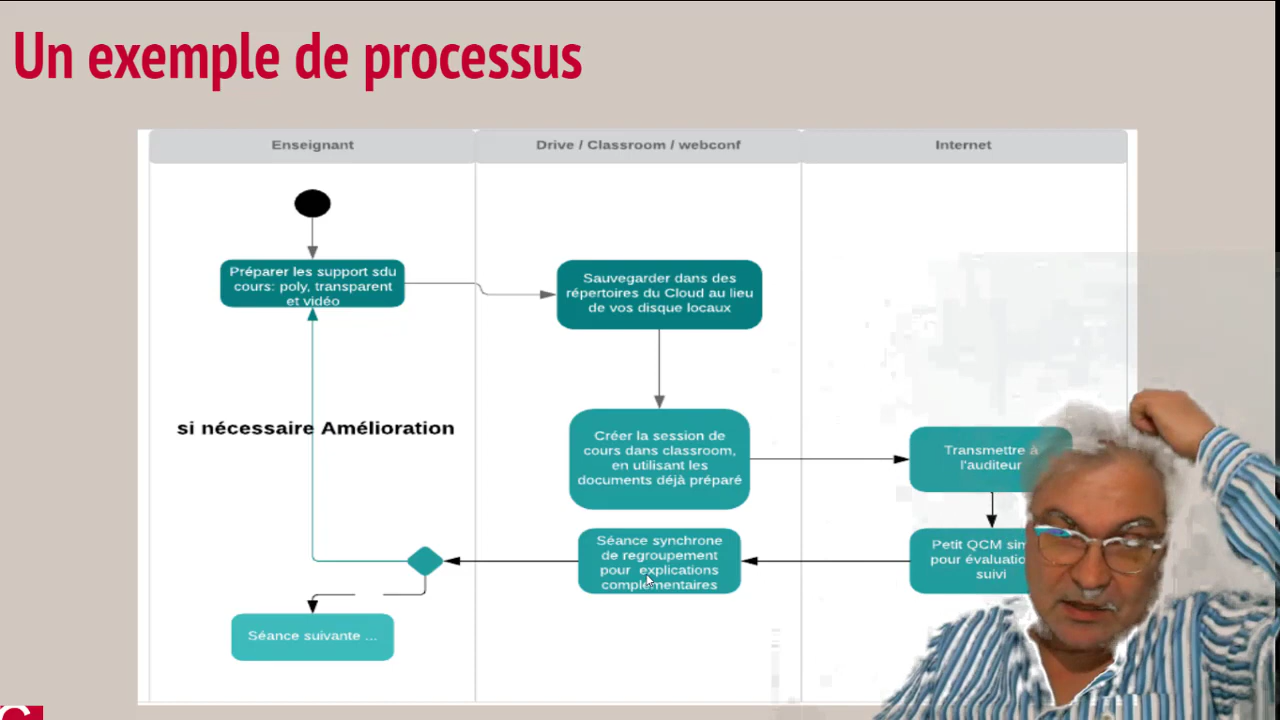 Un exemple de processus
Enseignant
Drive / Classroom / webconf
Internet
Préparer les support sdu
cours: poly, transparent
et vidéo
Sauvegarder dans des
répertoires du Cloud au lieu
de vos disque locaux
si nécessaire Amélioration
Créer la session de
cours dans classroom,
en utilisant les
documents déjà préparé
Transmettre à
l'auditeur
Séance synchrone
de regroupement
pour explications
complémentaires
Petit QCM
pour
suivi
Séance suivante ...